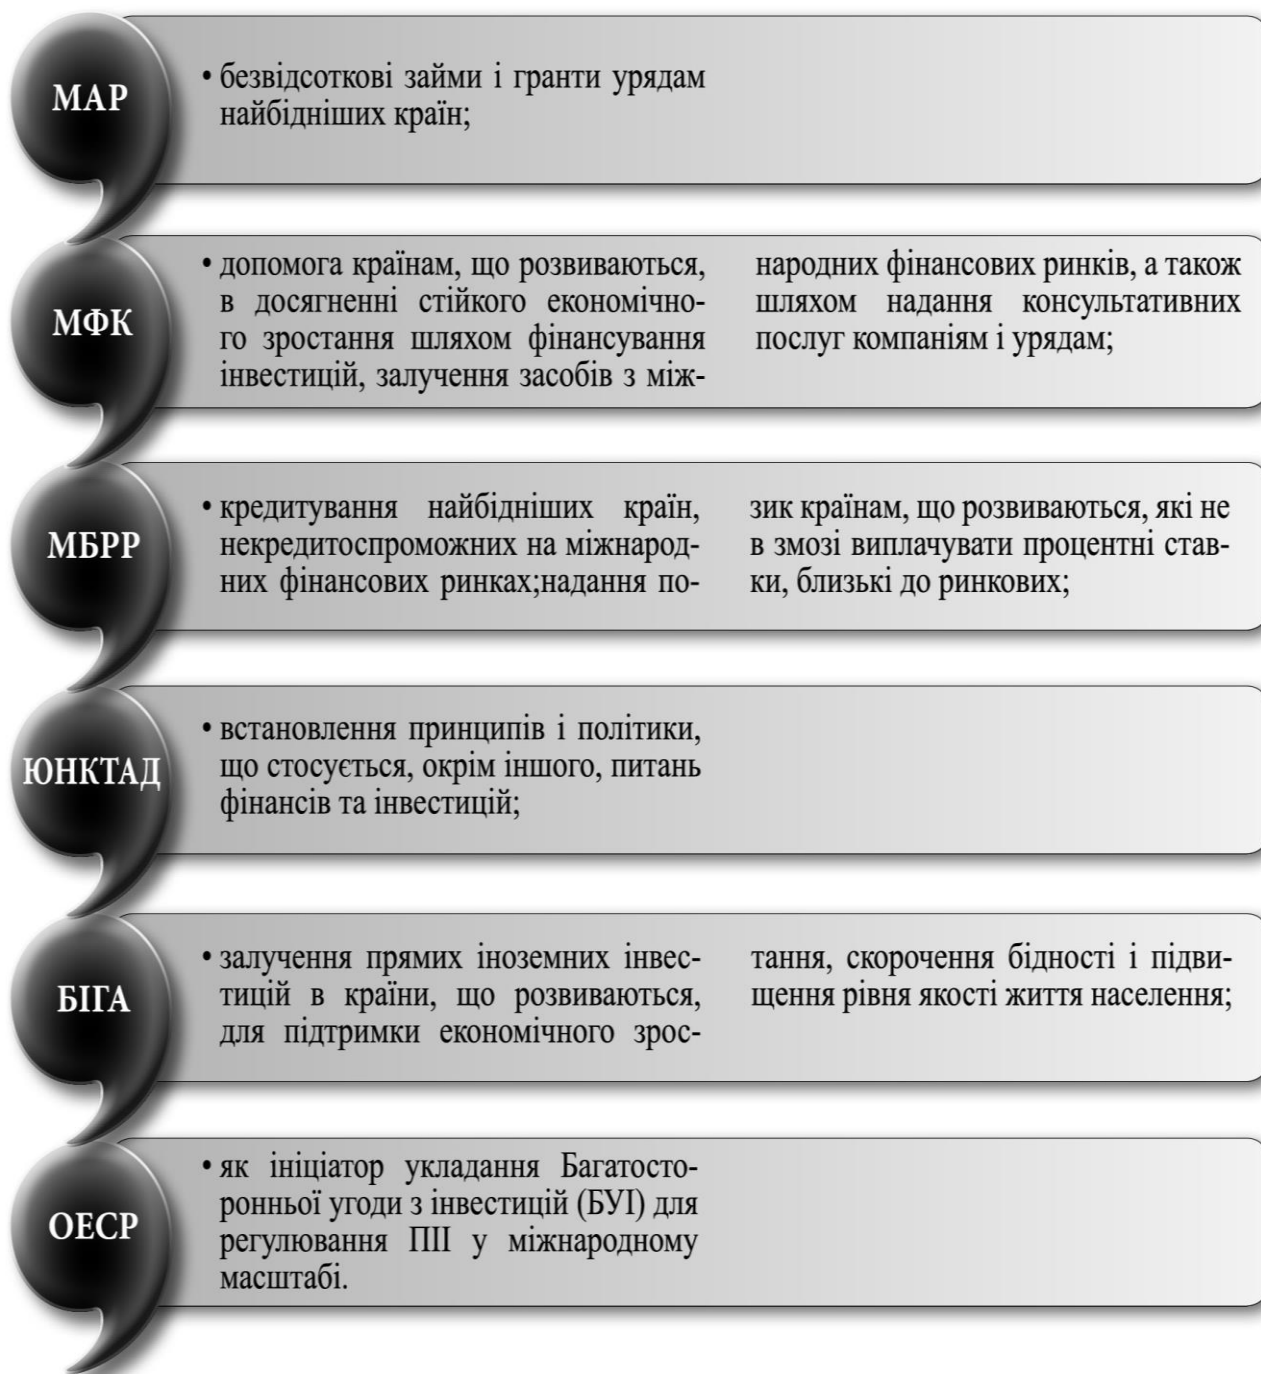 МАР
• безвідсоткові займи і гранти урядам
найбідніших країн;
МФК
• допомога країнам, що розвиваються,
в досягненні стійкого економічно-
го зростання шляхом фінансування
інвестицій, залучення засобів з між-
народних фінансових ринків, а також
шляхом надання консультативних
послуг компаніям і урядам;
МБРР
• кредитування найбідніших країн,
некредитоспроможних на міжнарод-
них фінансових ринках;надання по-
зик країнам, що розвиваються, які не
в змозі виплачувати процентні став-
ки, близькі до ринкових;
ЮНКТАД
• встановлення принципів і політики,
що стосується, окрім іншого, питань
фінансів та інвестицій;
БІГА
• залучення прямих іноземних інвес-
тицій в країни, що розвиваються,
для підтримки економічного зрос-
тання, скорочення бідності і підви-
щення рівня якості життя населення;
ОЕСР
• як ініціатор укладання Багатосто-
ронньої угоди з інвестицій (БУІ) для
регулювання ПІІ у міжнародному
масштабі.